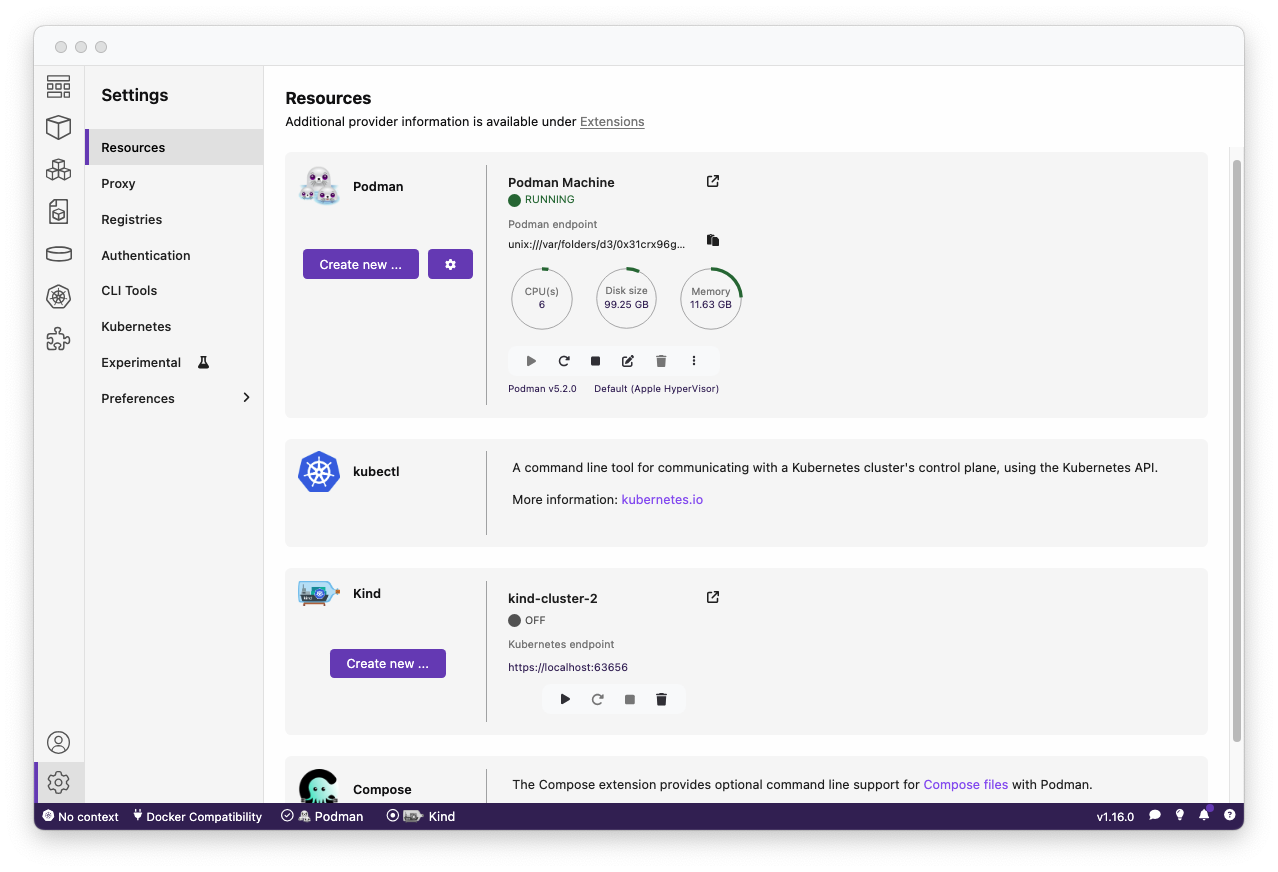 Settings
Resources
Proxy
Registries
Authentication
CLI Tools
Kubernetes
Experimental
Preferences
Resources
Additional provider information is available under Extensions
Podman
Create new ...
Podman Machine
RUNNING
Podman endpoint
unix:///var/folders/d3/0x31crx96g...
CPU(s)
6
Disk size
99.25 GB
Memory
11.63 GB
Podman v5.2.0
Default (Apple HyperVisor)
kubectl
A command line tool for communicating with a Kubernetes cluster's control plane, using the Kubernetes API.
More information: kubernetes.io
Kind
Create new ...
kind-cluster-2
OFF
Kubernetes endpoint
https://localhost:63656
Compose
The Compose extension provides optional command line support for Compose files with Podman.
No context
Docker Compatibility
Podman
Kind
v1.16.0